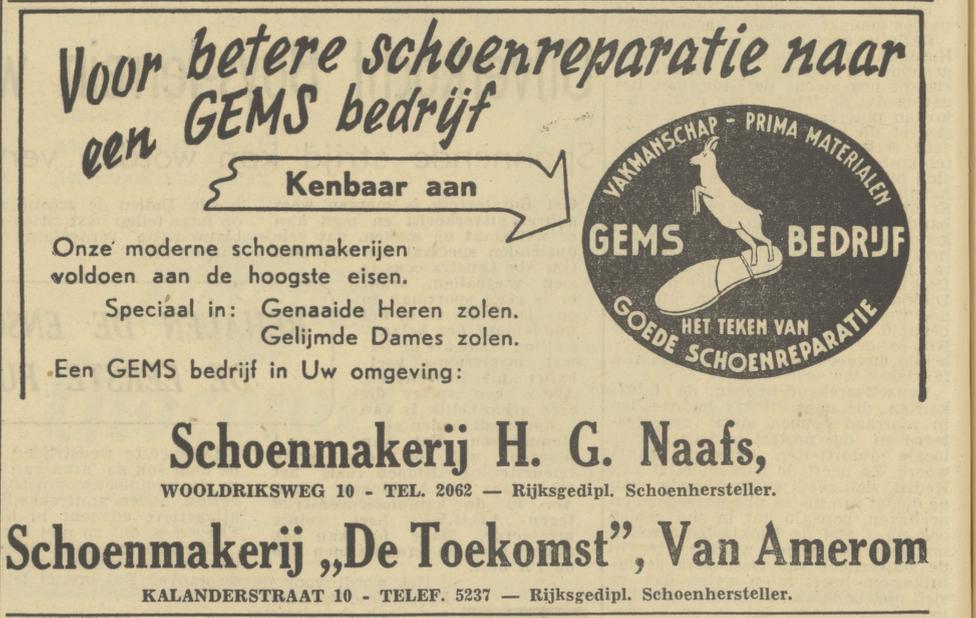 Voor betere schoenreparatie naar
een GEMS bedrijf
Kenbaar aan
VAKMANSCHAP - PRIMA MATERIALEN
GEMS BEDRIJF
HET TEKEN VAN
GOEDE SCHOENREPARATIE
Onze moderne schoenmakerijen
voldoen aan de hoogste eisen.
Speciaal in: Genaaide Heren zolen.
Gelijmde Dames zolen.
Een GEMS bedrijf in Uw omgeving:
Schoenmakerij H. G. Naafs,
WOOLDRIKSWEG 10 - TEL. 2062 — Rijksgedipl. Schoenhersteller.
Schoenmakerij „De Toekomst”, Van Amerom
KALANDERSTRAAT 10 - TELEF. 5237 — Rijksgedipl. Schoenhersteller.